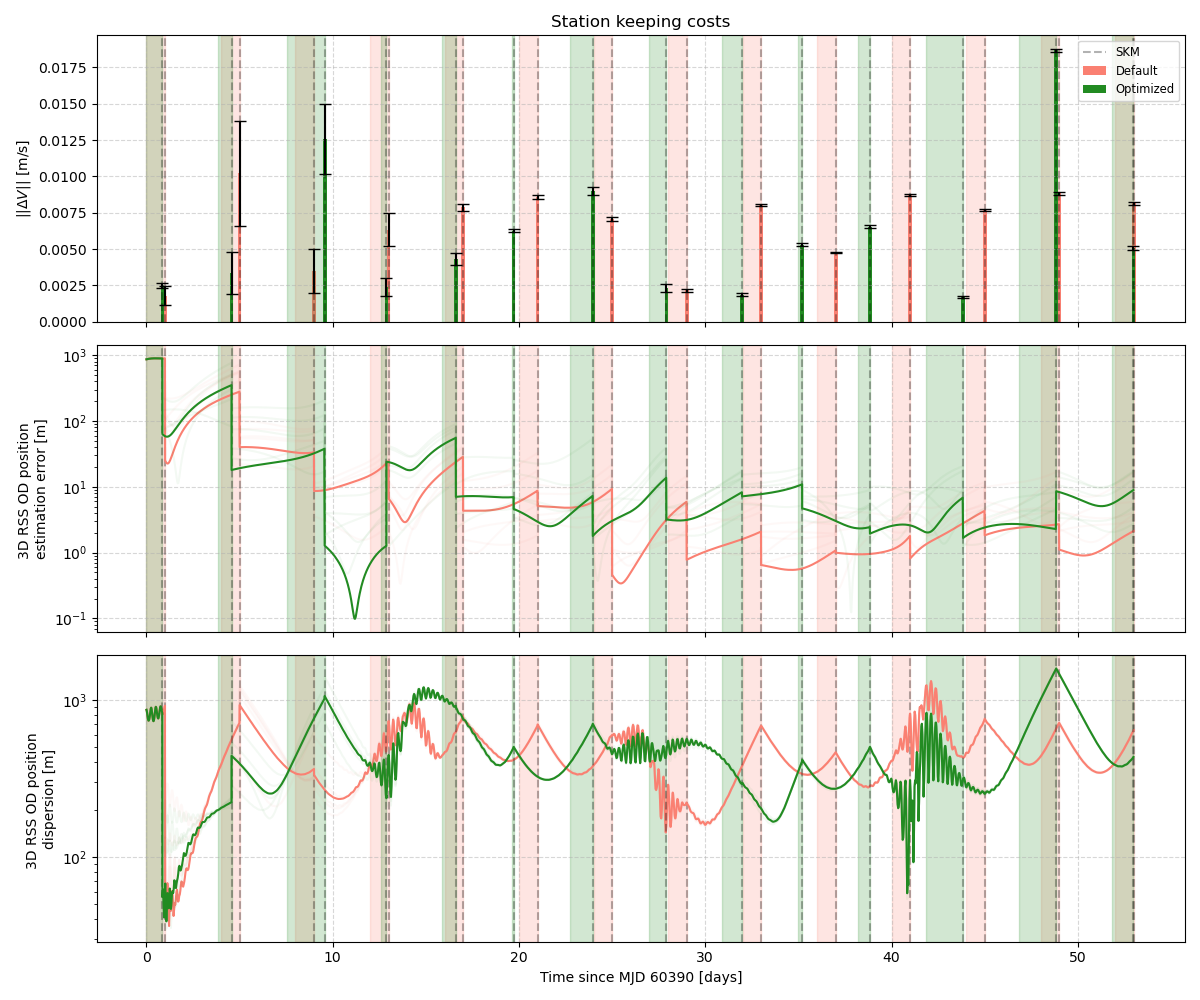 Station keeping costs
||ΔV|| [m/s]
0.0175
0.0150
0.0125
0.0100
0.0075
0.0050
0.0025
0.0000
SKM
Default
Optimized
3D RSS OD position
estimation error [m]
10³
10²
10¹
10⁰
10⁻¹
3D RSS OD position
dispersion [m]
10³
10²
0 10 20 30 40 50
Time since MJD 60390 [days]